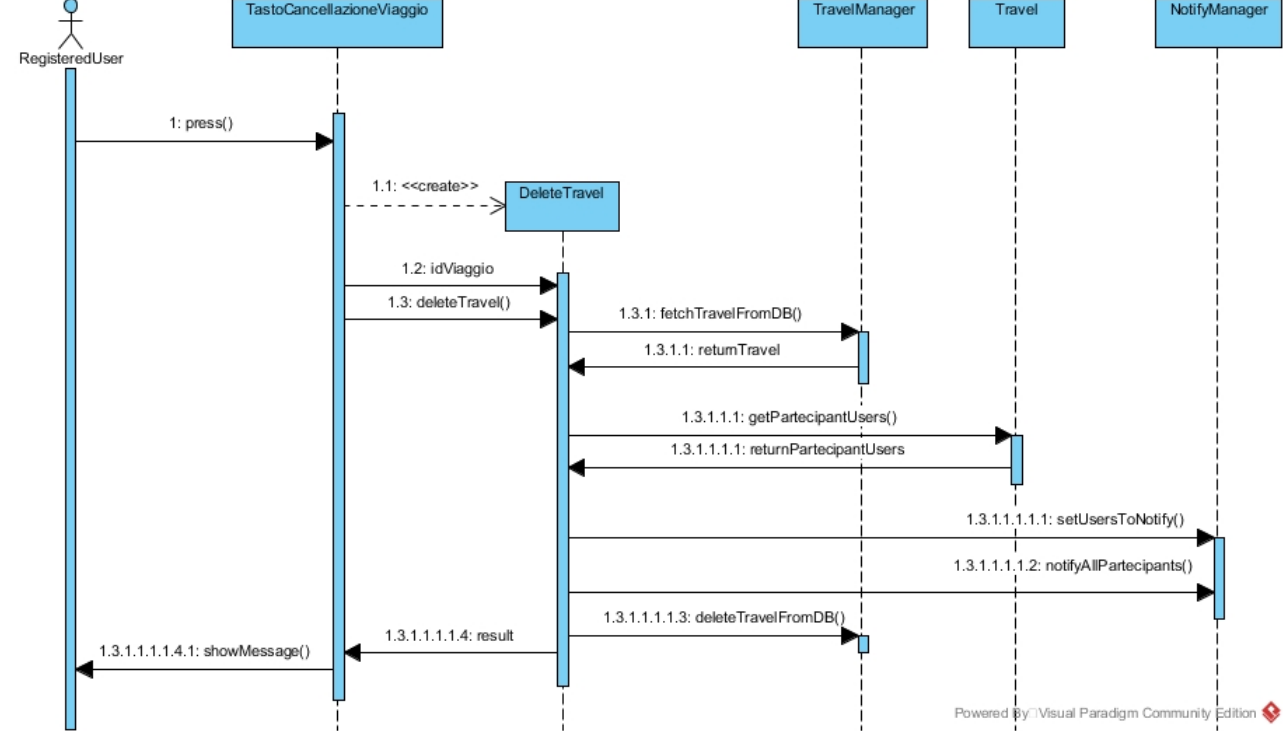 TastoCancellazioneViaggio
TravelManager
Travel
NotifyManager
RegisteredUser
1: press()
1.1: <<create>>
DeleteTravel
1.2: idViaggio
1.3: deleteTravel()
1.3.1: fetchTravelFromDB()
1.3.1.1: returnTravel
1.3.1.1.1: getPartecipantUsers()
1.3.1.1.1.1: returnPartecipantUsers
1.3.1.1.1.1.1: setUsersToNotify()
1.3.1.1.1.1.2: notifyAllPartecipants()
1.3.1.1.1.1.3: deleteTravelFromDB()
1.3.1.1.1.1.4: result
1.3.1.1.1.1.4.1: showMessage()
Powered By Visual Paradigm Community Edition